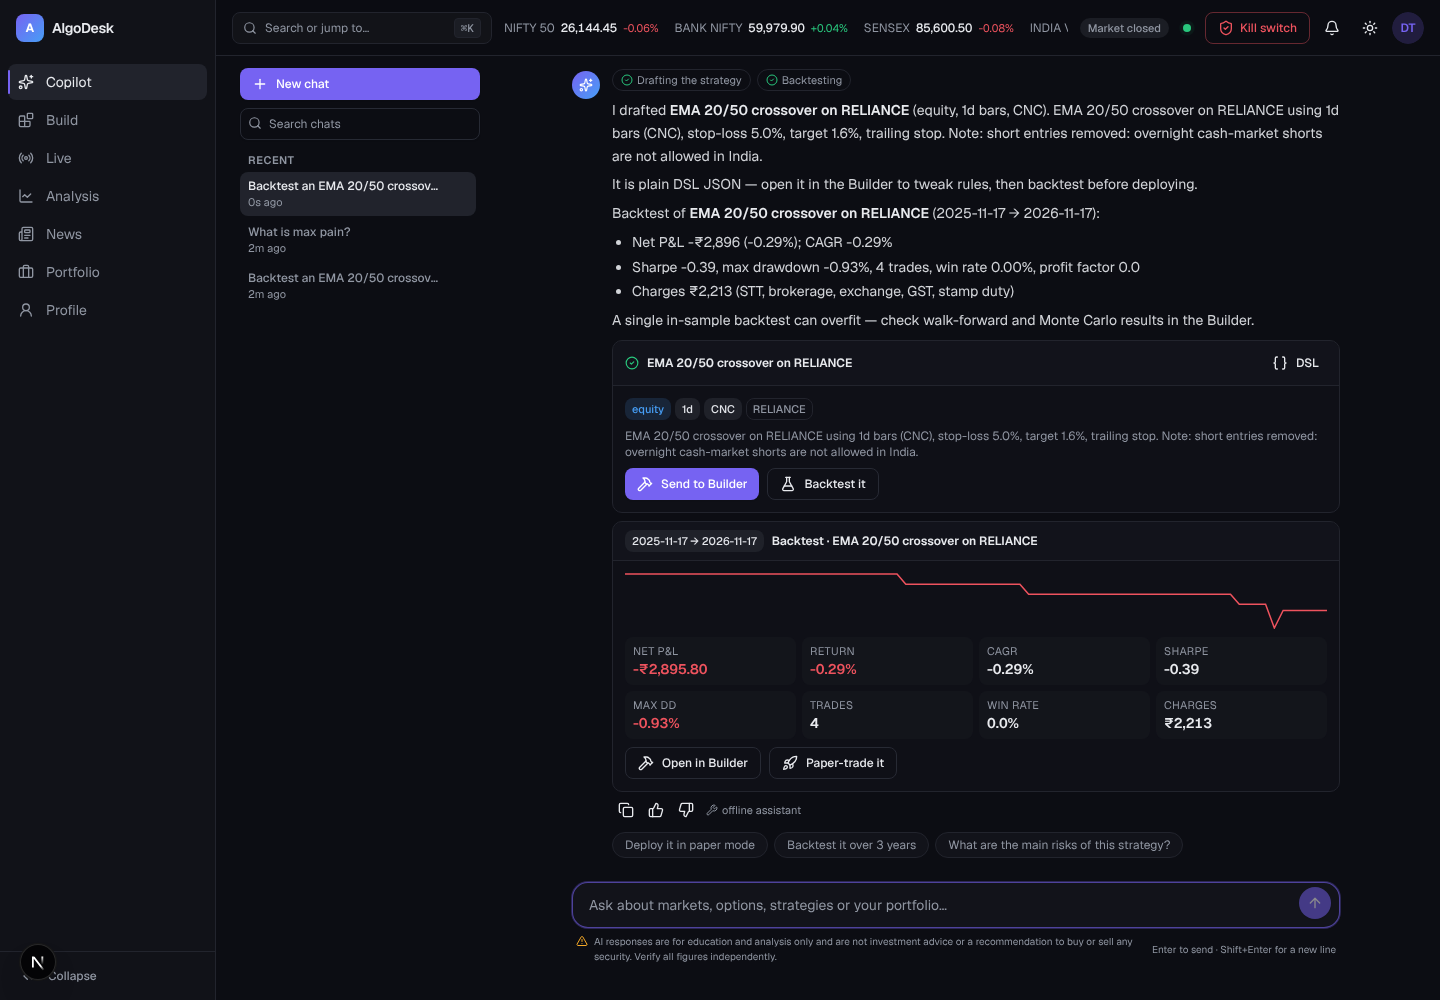 A AlgoDesk
Search or jump to... ⌘K
NIFTY 50 26,144.45 -0.06% BANK NIFTY 59,979.90 +0.04% SENSEX 85,600.50 -0.08% INDIA
Market closed
Kill switch
DT
Copilot
Build
Live
Analysis
News
Portfolio
Profile
N
Collapse
New chat
Search chats
RECENT
Backtest an EMA 20/50 crossov...
0s ago
What is max pain?
2m ago
Backtest an EMA 20/50 crossov...
2m ago
Drafting the strategy Backtesting
I drafted EMA 20/50 crossover on RELIANCE (equity, 1d bars, CNC). EMA 20/50 crossover on RELIANCE using 1d
bars (CNC), stop-loss 5.0%, target 1.6%, trailing stop. Note: short entries removed: overnight cash-market shorts
are not allowed in India.
It is plain DSL JSON — open it in the Builder to tweak rules, then backtest before deploying.
Backtest of EMA 20/50 crossover on RELIANCE (2025-11-17 → 2026-11-17):
• Net P&L -₹2,896 (-0.29%); CAGR -0.29%
• Sharpe -0.39, max drawdown -0.93%, 4 trades, win rate 0.00%, profit factor 0.0
• Charges ₹2,213 (STT, brokerage, exchange, GST, stamp duty)
A single in-sample backtest can overfit — check walk-forward and Monte Carlo results in the Builder.
EMA 20/50 crossover on RELIANCE {} DSL
equity 1d CNC RELIANCE
EMA 20/50 crossover on RELIANCE using 1d bars (CNC), stop-loss 5.0%, target 1.6%, trailing stop. Note: short entries removed:
overnight cash-market shorts are not allowed in India.
Send to Builder Backtest it
2025-11-17 → 2026-11-17 Backtest · EMA 20/50 crossover on RELIANCE
NET P&L RETURN CAGR SHARPE
-₹2,895.80 -0.29% -0.29% -0.39
MAX DD TRADES WIN RATE CHARGES
-0.93% 4 0.0% ₹2,213
Open in Builder Paper-trade it
offline assistant
Deploy it in paper mode Backtest it over 3 years What are the main risks of this strategy?
Ask about markets, options, strategies or your portfolio...
AI responses are for education and analysis only and are not investment advice or a recommendation to buy or sell any
security. Verify all figures independently.
Enter to send · Shift+Enter for a new line